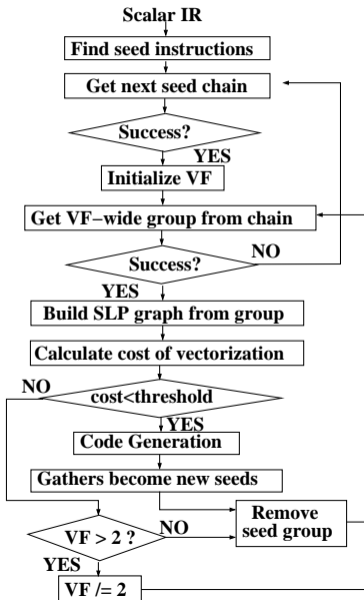 Scalar IR
Find seed instructions
Get next seed chain
Success?
YES
Initialize VF
Get VF−wide group from chain
NO
Success?
YES
Build SLP graph from group
Calculate cost of vectorization
NO
cost<threshold
YES
Code Generation
Gathers become new seeds
Remove
seed group
VF > 2 ?
NO
YES
VF /= 2